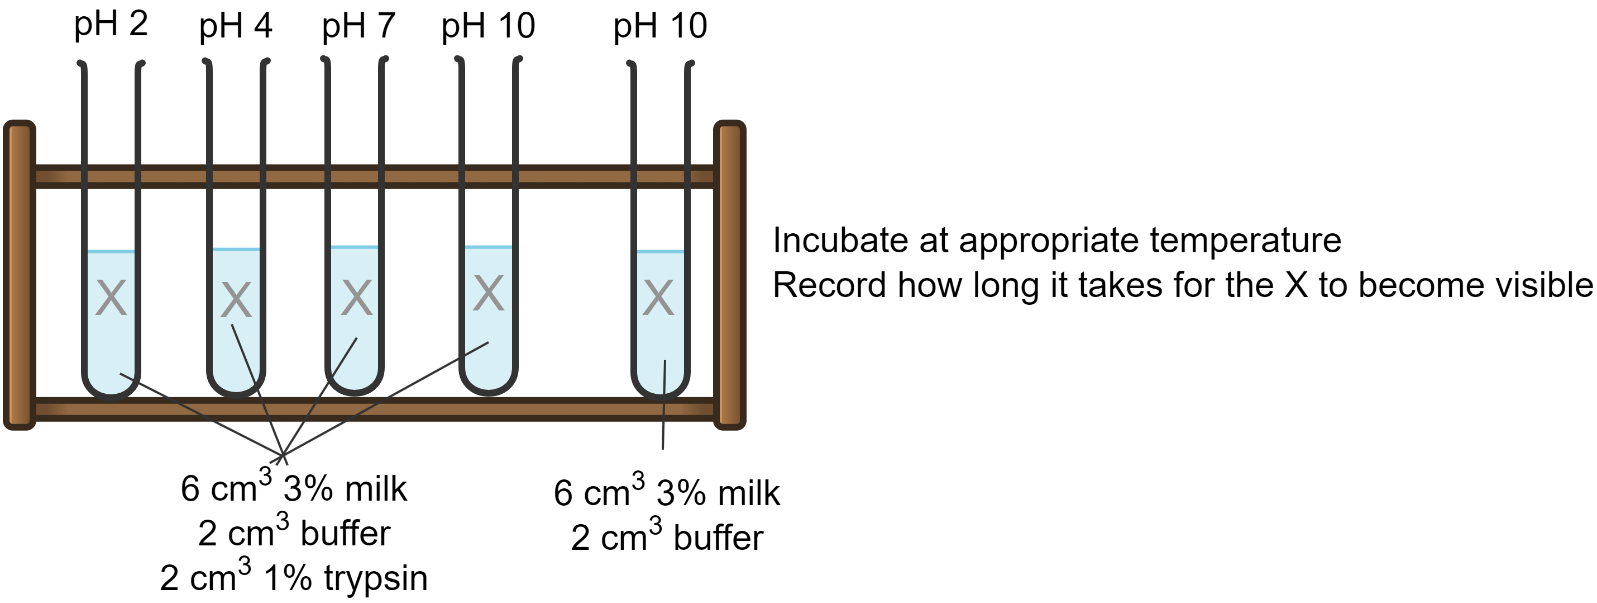 pH 2 pH 4 pH 7 pH 10 pH 10
X X X X X
Incubate at appropriate temperature
Record how long it takes for the X to become visible
6 cm³ 3% milk
2 cm³ buffer
2 cm³ 1% trypsin
6 cm³ 3% milk
2 cm³ buffer